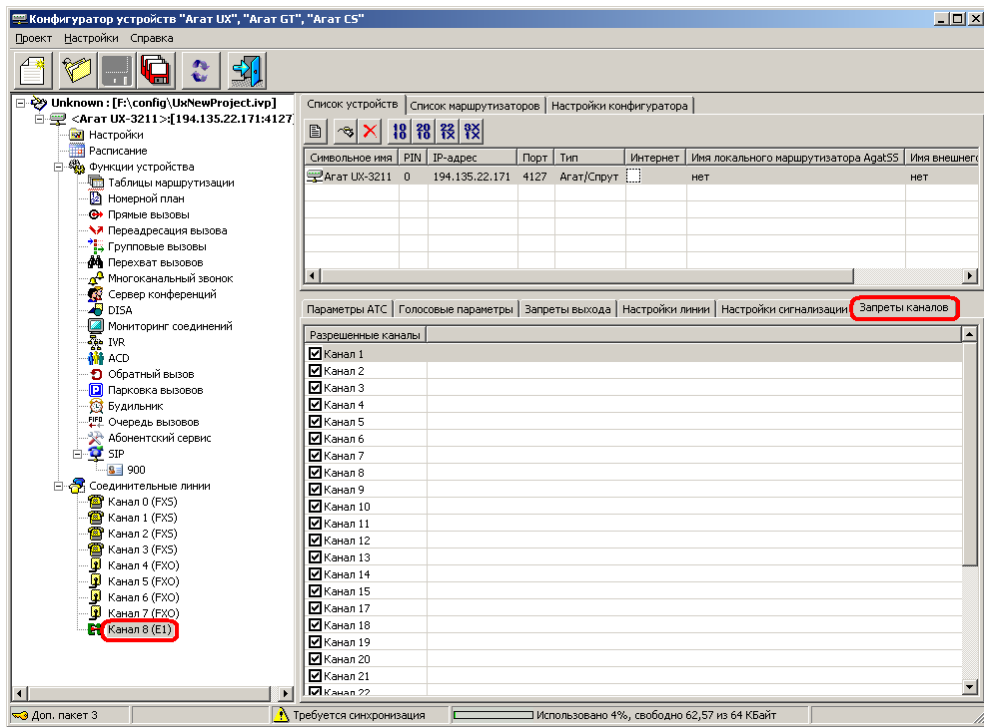 Конфигуратор устройств "Агат UX", "Агат GT", "Агат CS"
Проект Настройки Справка
Unknown : [F:\config\UxNewProject.ivp]
<Агат UX-3211>:[194.135.22.171:4127]
Настройки
Расписание
Функции устройства
Таблицы маршрутизации
Номерной план
Прямые вызовы
Переадресация вызова
Групповые вызовы
Перехват вызовов
Многоканальный звонок
Сервер конференций
DISA
Мониторинг соединений
IVR
ACD
Обратный вызов
Парковка вызовов
Будильник
Очередь вызовов
Абонентский сервис
SIP
900
Соединительные линии
Канал 0 (FXS)
Канал 1 (FXS)
Канал 2 (FXS)
Канал 3 (FXS)
Канал 4 (FXO)
Канал 5 (FXO)
Канал 6 (FXO)
Канал 7 (FXO)
Канал 8 (E1)
Список устройств Список маршрутизаторов Настройки конфигуратора
Символьное имя PIN IP-адрес Порт Тип Интернет Имя локального маршрутизатора AgatSS Имя внешнего
Агат UX-3211 0 194.135.22.171 4127 Агат/Спрут нет нет
Параметры АТС Голосовые параметры Запреты выхода Настройки линии Настройки сигнализации Запреты каналов
Разрешенные каналы
Канал 1
Канал 2
Канал 3
Канал 4
Канал 5
Канал 6
Канал 7
Канал 8
Канал 9
Канал 10
Канал 11
Канал 12
Канал 13
Канал 14
Канал 15
Канал 17
Канал 18
Канал 19
Канал 20
Канал 21
Канал 22
Доп. пакет 3 Требуется синхронизация Использовано 4%, свободно 62,57 из 64 КБайт